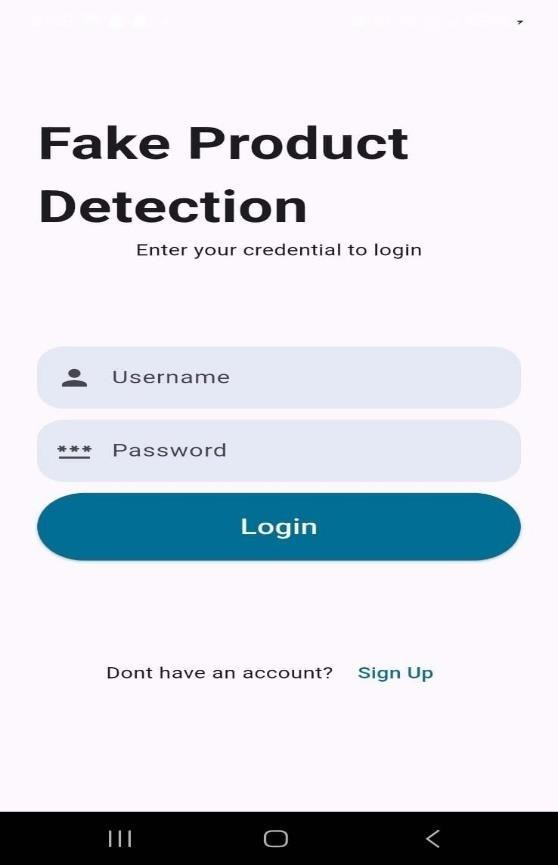 Fake Product
Detection
Enter your credential to login
Username
*** Password
Login
Dont have an account? Sign Up